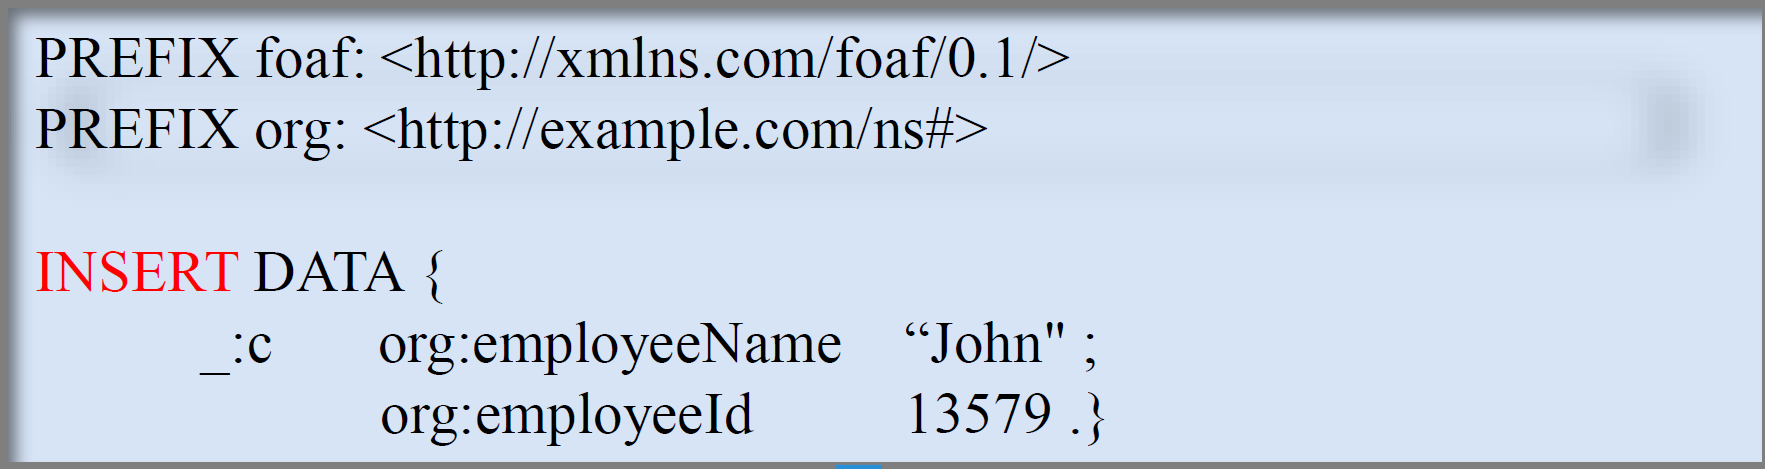 PREFIX foaf: <http://xmlns.com/foaf/0.1/>
PREFIX org: <http://example.com/ns#>
INSERT DATA {
_:c org:employeeName “John" ;
org:employeeId 13579 .}